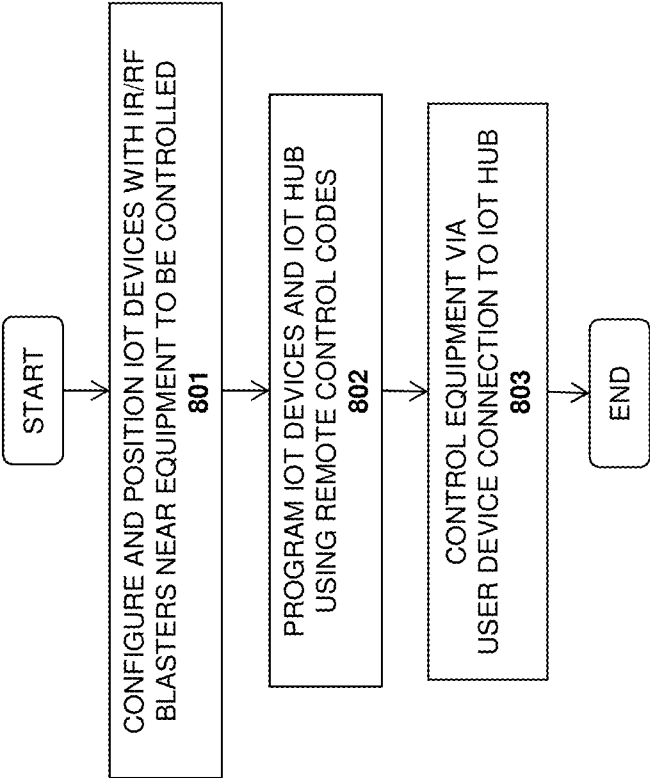 START
CONFIGURE AND POSITION IOT DEVICES WITH IR/RF
BLASTERS NEAR EQUIPMENT TO BE CONTROLLED
801
PROGRAM IOT DEVICES AND IOT HUB
USING REMOTE CONTROL CODES
802
CONTROL EQUIPMENT VIA
USER DEVICE CONNECTION TO IOT HUB
803
END